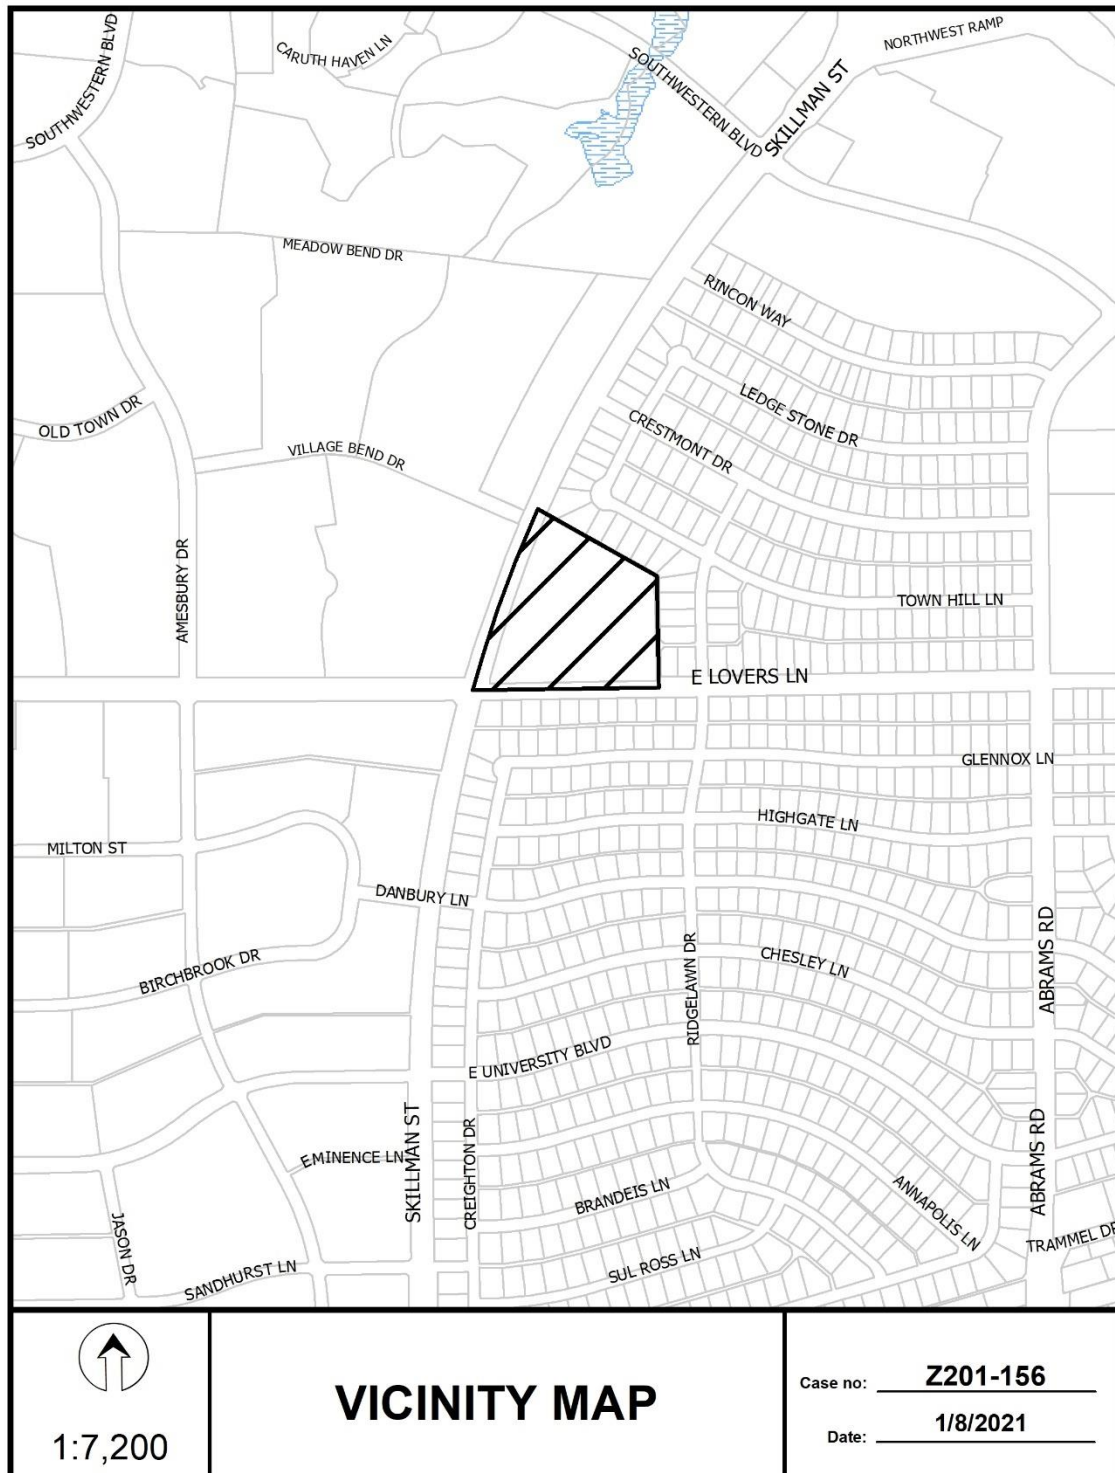 SOUTHWESTERN BLVD
CARUTH HAVEN LN
SOUTHWESTERN BLVD
SKILLMAN ST
NORTHWEST RAMP
MEADOW BEND DR
RINCON WAY
LEDGE STONE DR
OLD TOWN DR
CRESTMONT DR
VILLAGE BEND DR
AMESBURY DR
TOWN HILL LN
E LOVERS LN
GLENNOX LN
HIGHGATE LN
MILTON ST
DANBURY LN
BIRCHBROOK DR
RIDGELAWN DR
CHESLEY LN
ABRAMS RD
E UNIVERSITY BLVD
SKILLMAN ST
CREIGHTON DR
EMINENCE LN
BRANDEIS LN
ANNAPOLIS LN
ABRAMS RD
JASON DR
SANDHURST LN
SUL ROSS LN
TRAMMEL DR
1:7,200
VICINITY MAP
Case no: Z201-156
Date: 1/8/2021